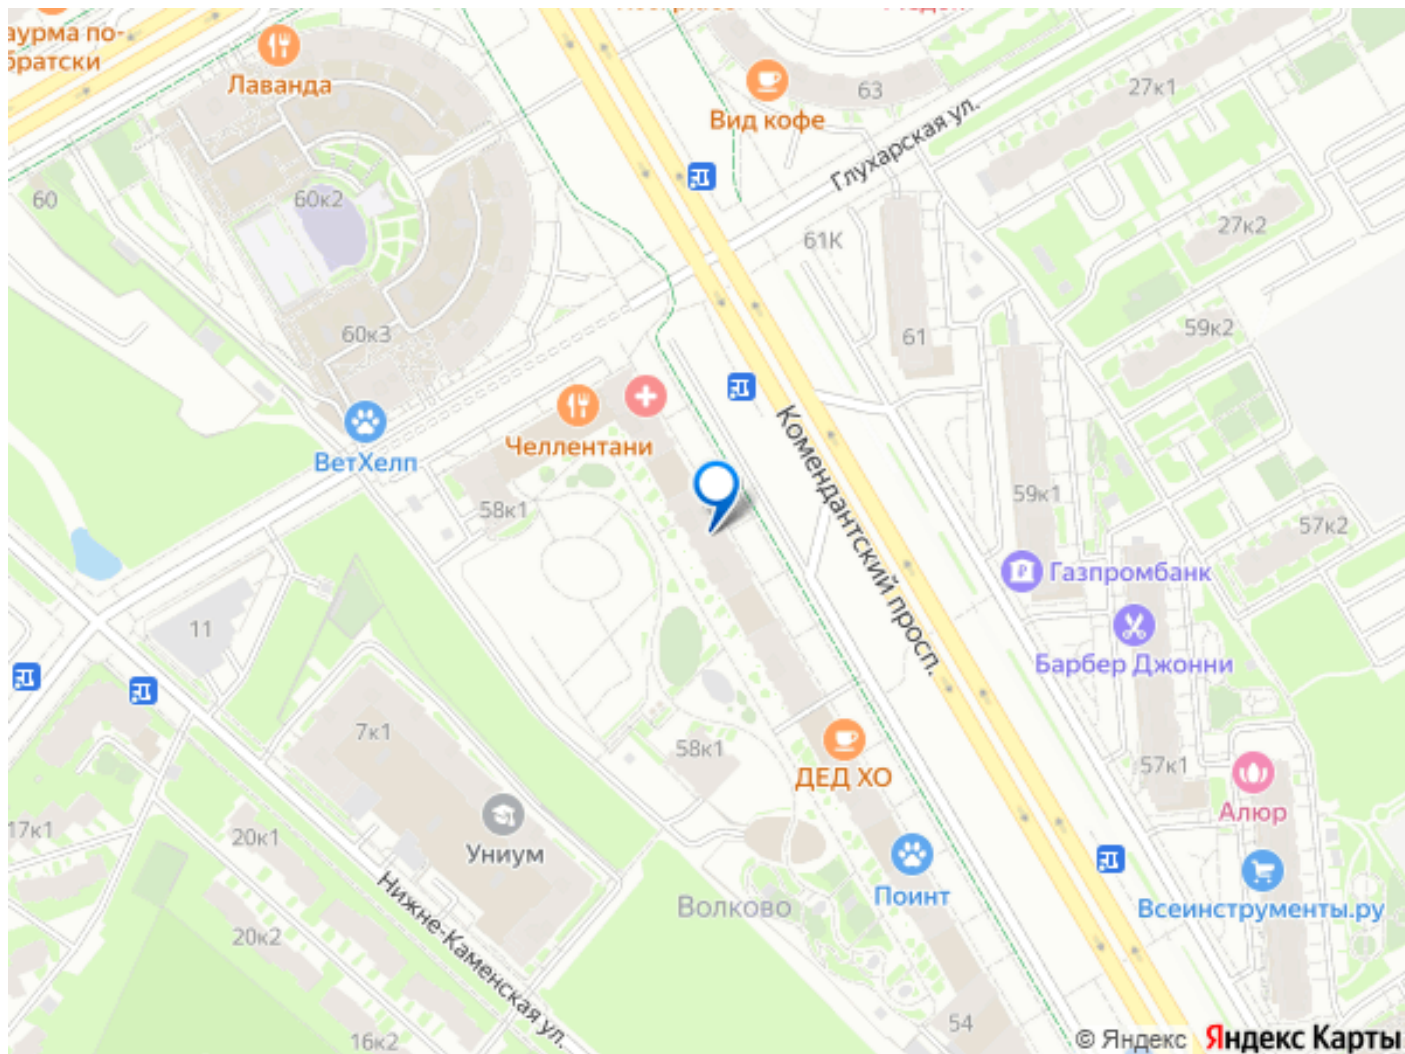 аурма по-
братски
Лаванда
Вид кофе
63
27к1
Глухарская ул.
60
60к2
61К
27к2
60к3
61
59к2
Челлентани
ВетХелп
58к1
Комендантский просп.
59к1
57к2
Газпромбанк
11
Барбер Джонни
7к1
58к1
ДЕД ХО
57к1
Алюр
17к1
20к1
Униум
Поинт
Волково
Всеинструменты.ру
Нижне-Каменская ул.
20к2
16к2
54
© Яндекс Яндекс Карты